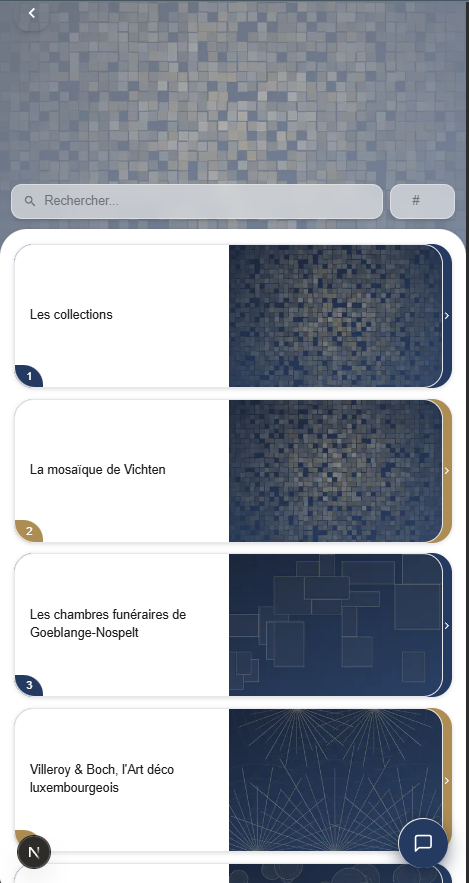 Rechercher...
#
Les collections
1
La mosaïque de Vichten
2
Les chambres funéraires de
Goeblange-Nospelt
3
Villeroy & Boch, l'Art déco
luxembourgeois
N